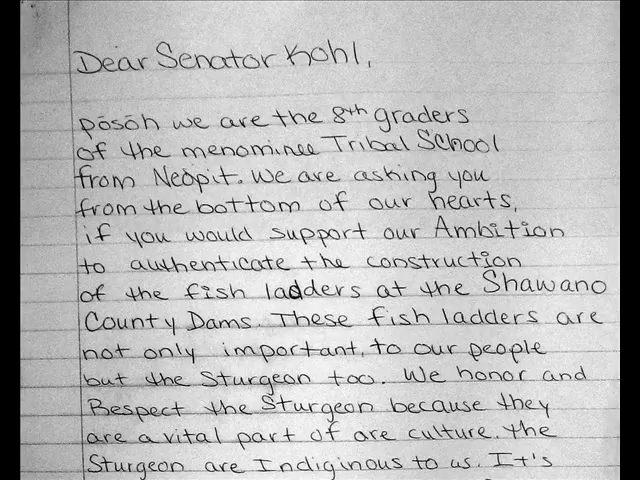 Dear Senator Kohl,
pōsōh we are the 8th graders
of the menominee Tribal School
from Neopit. We are asking you
from the bottom of our hearts,
if you would support our Ambition
to authenticate the construction
of the fish ladders at the Shawano
County Dams. These fish ladders are
not only important, to our people
but the Sturgeon too. We honor and
Respect the Sturgeon because they
are a vital part of are culture. the
Sturgeon are Indiginous to us. It's